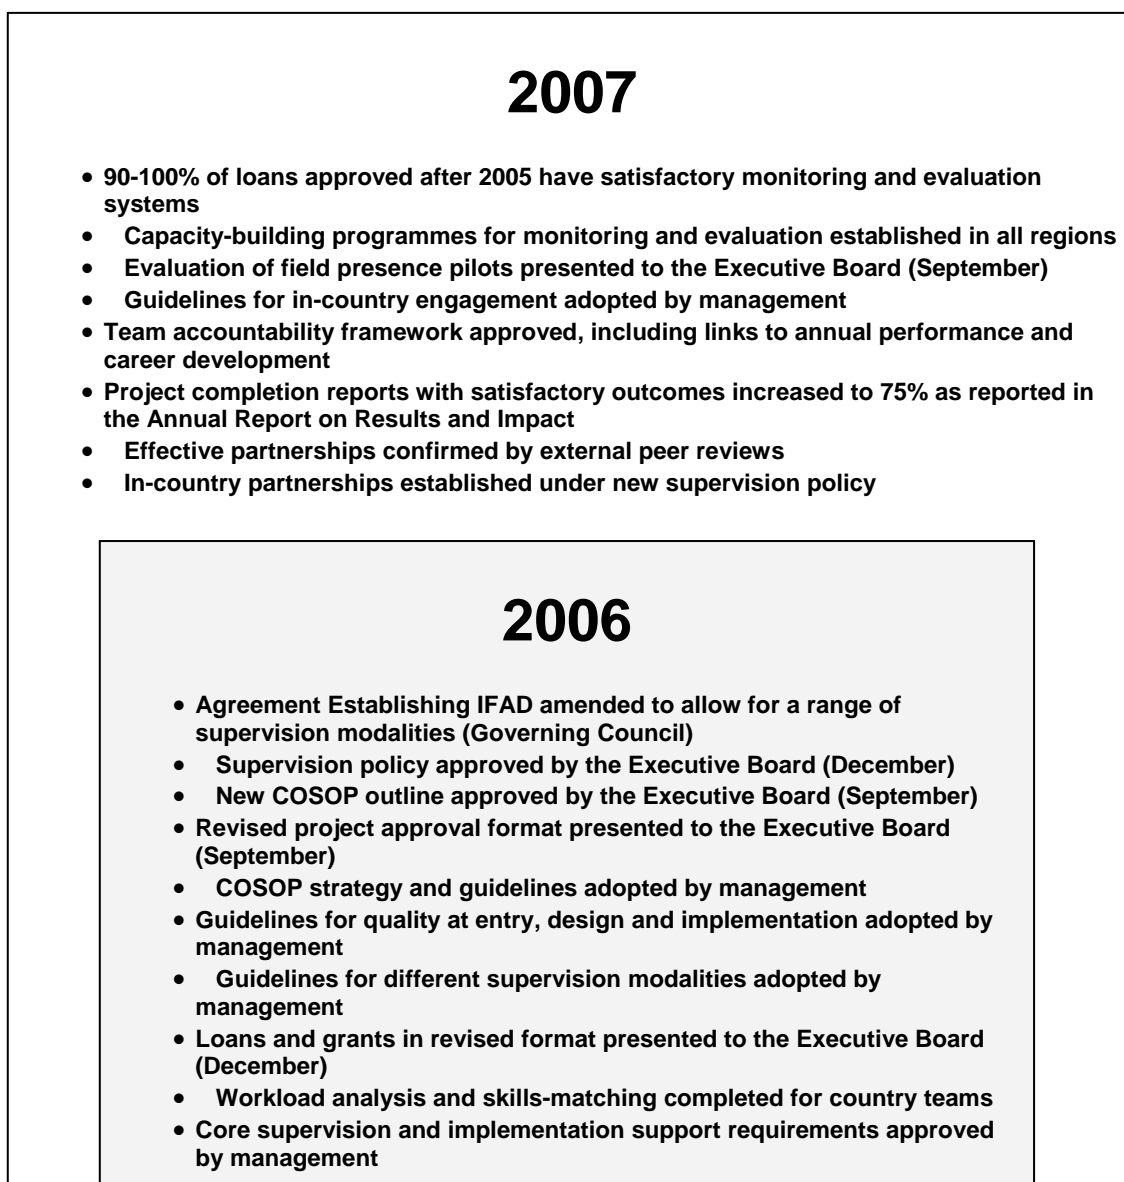 2007
• 90-100% of loans approved after 2005 have satisfactory monitoring and evaluation
systems
• Capacity-building programmes for monitoring and evaluation established in all regions
• Evaluation of field presence pilots presented to the Executive Board (September)
• Guidelines for in-country engagement adopted by management
• Team accountability framework approved, including links to annual performance and
career development
• Project completion reports with satisfactory outcomes increased to 75% as reported in
the Annual Report on Results and Impact
• Effective partnerships confirmed by external peer reviews
• In-country partnerships established under new supervision policy
2006
• Agreement Establishing IFAD amended to allow for a range of
supervision modalities (Governing Council)
• Supervision policy approved by the Executive Board (December)
• New COSOP outline approved by the Executive Board (September)
• Revised project approval format presented to the Executive Board
(September)
• COSOP strategy and guidelines adopted by management
• Guidelines for quality at entry, design and implementation adopted by
management
• Guidelines for different supervision modalities adopted by
management
• Loans and grants in revised format presented to the Executive Board
(December)
• Workload analysis and skills-matching completed for country teams
• Core supervision and implementation support requirements approved
by management